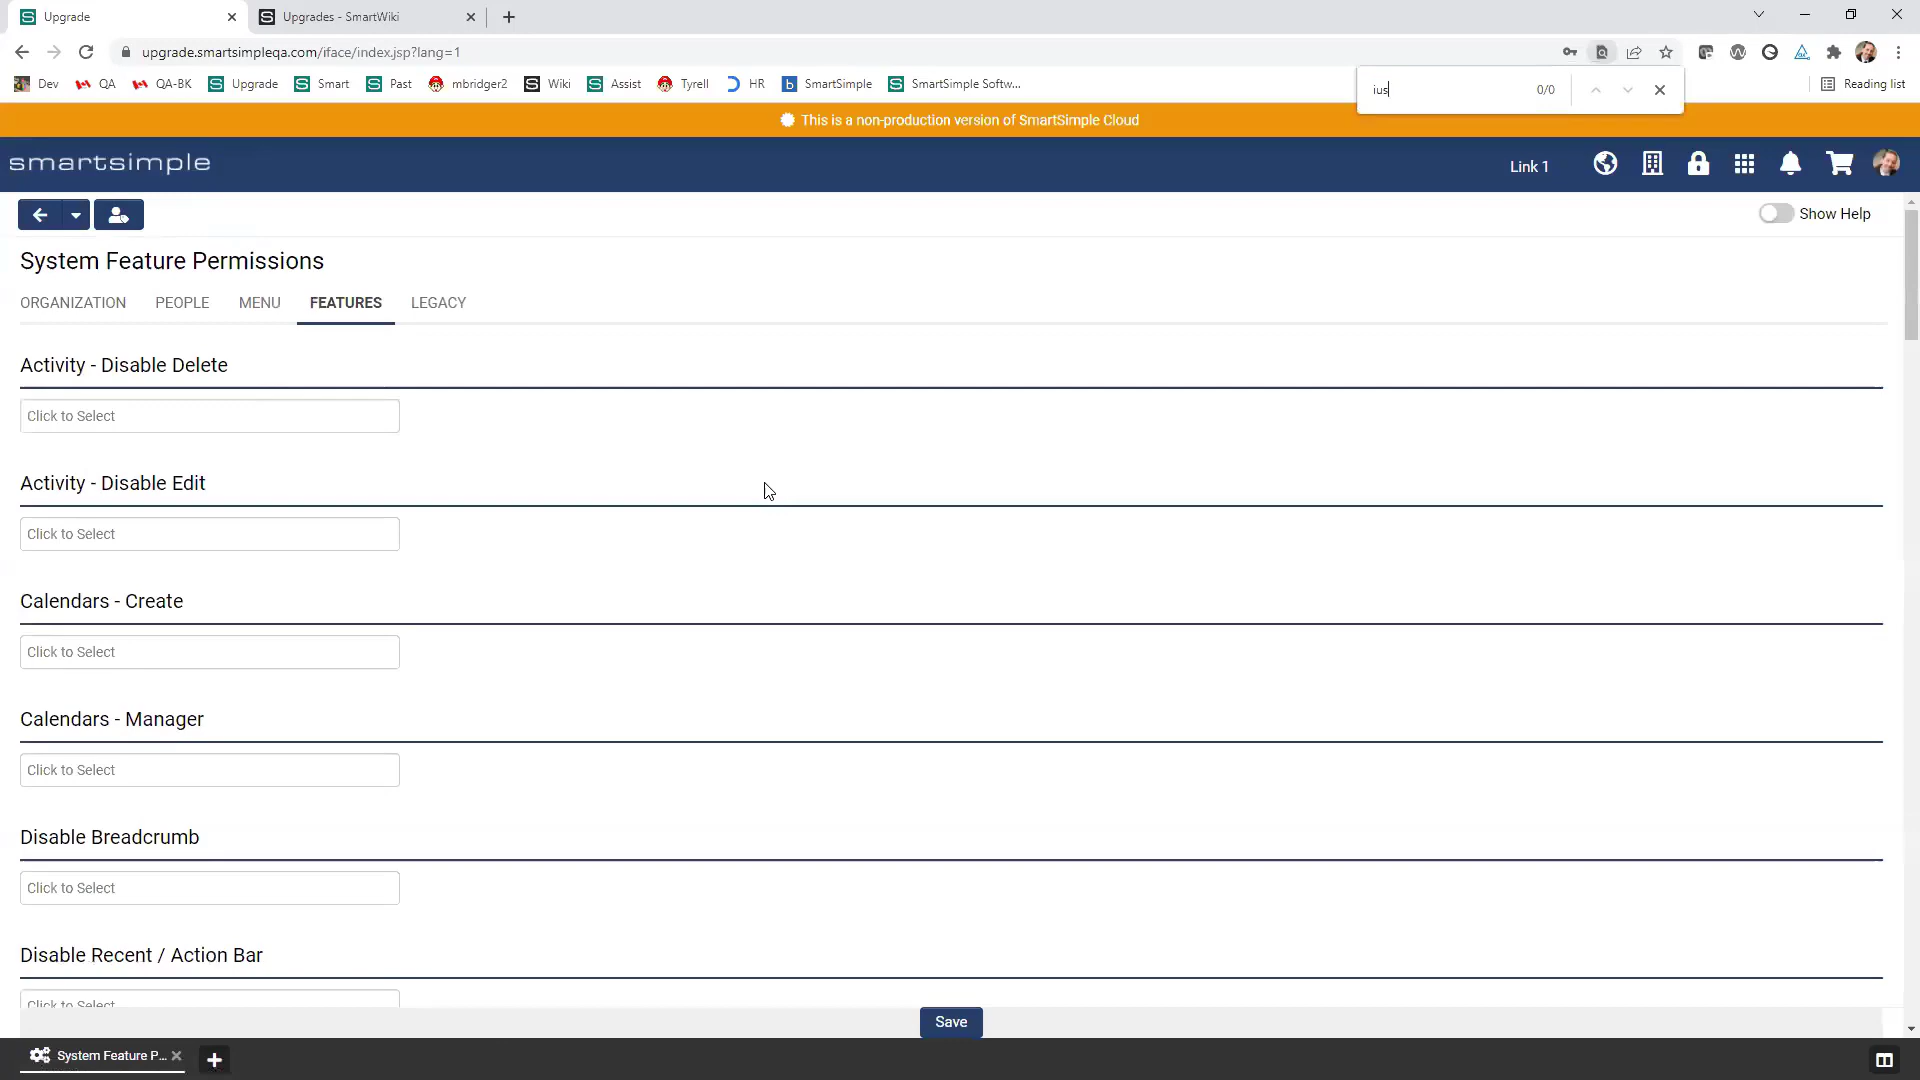 Upgrade
Upgrades - SmartWiki
upgrade.smartsimpleqa.com/iface/index.jsp?lang=1
Dev QA QA-BK Upgrade Smart Past mbridger2 Wiki Assist Tyrell HR SmartSimple SmartSimple Softw... Reading list
ius 0/0
This is a non-production version of SmartSimple Cloud
smartsimple
Link 1
Show Help
System Feature Permissions
ORGANIZATION PEOPLE MENU FEATURES LEGACY
Activity - Disable Delete
Click to Select
Activity - Disable Edit
Click to Select
Calendars - Create
Click to Select
Calendars - Manager
Click to Select
Disable Breadcrumb
Click to Select
Disable Recent / Action Bar
Click to Select
Save
System Feature P...